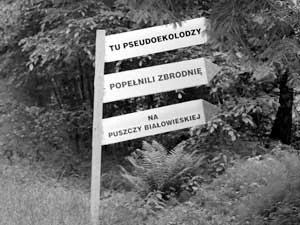 TU PSEUDOEKOLODZY
POPEŁNILI ZBRODNIĘ
NA
PUSZCZY BIAŁOWIESKIEJ